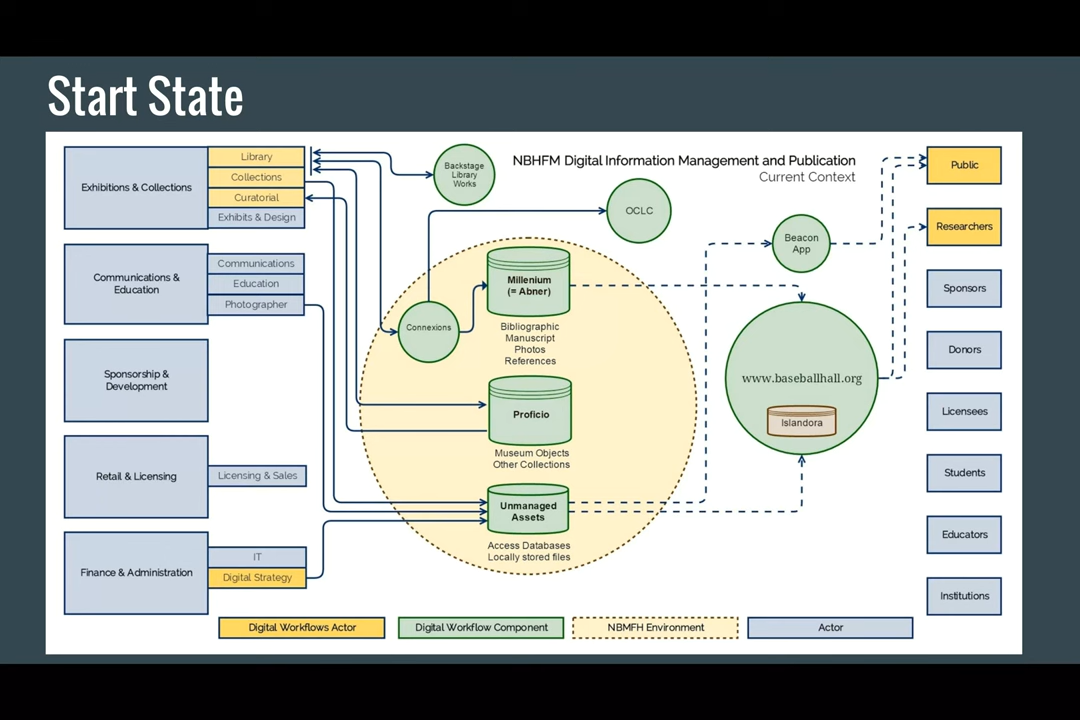 Start State
NBHFM Digital Information Management and Publication
Current Context
Exhibitions & Collections
Library
Collections
Curatorial
Exhibits & Design
Communications &
Education
Communications
Education
Photographer
Sponsorship &
Development
Retail & Licensing
Licensing & Sales
Finance & Administration
IT
Digital Strategy
Backstage
Library
Works
OCLC
Connexions
Millenium
(= Abner)
Bibliographic
Manuscript
Photos
References
Proficio
Museum Objects
Other Collections
Unmanaged
Assets
Access Databases
Locally stored files
Beacon
App
www.baseballhall.org
Islandora
Public
Researchers
Sponsors
Donors
Licensees
Students
Educators
Institutions
Digital Workflows Actor
Digital Workflow Component
NBMFH Environment
Actor